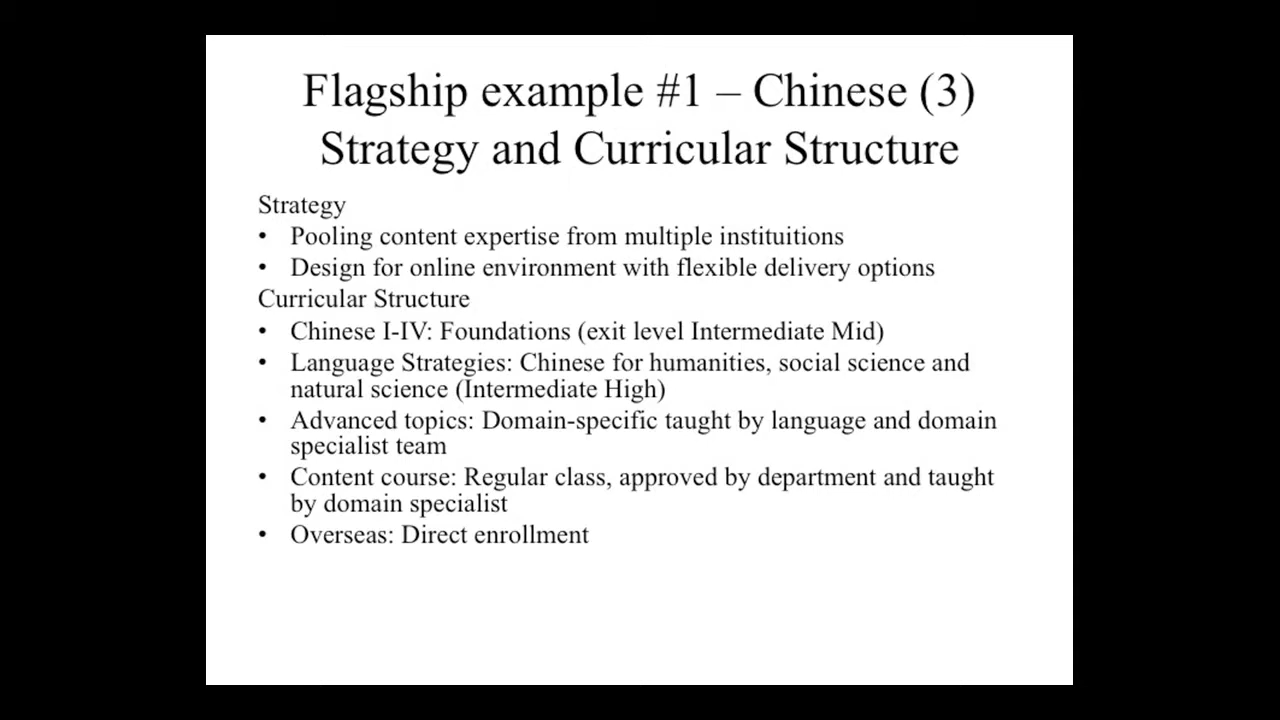 Flagship example #1 – Chinese (3)
Strategy and Curricular Structure
Strategy
• Pooling content expertise from multiple instituitions
• Design for online environment with flexible delivery options
Curricular Structure
• Chinese I-IV: Foundations (exit level Intermediate Mid)
• Language Strategies: Chinese for humanities, social science and
natural science (Intermediate High)
• Advanced topics: Domain-specific taught by language and domain
specialist team
• Content course: Regular class, approved by department and taught
by domain specialist
• Overseas: Direct enrollment